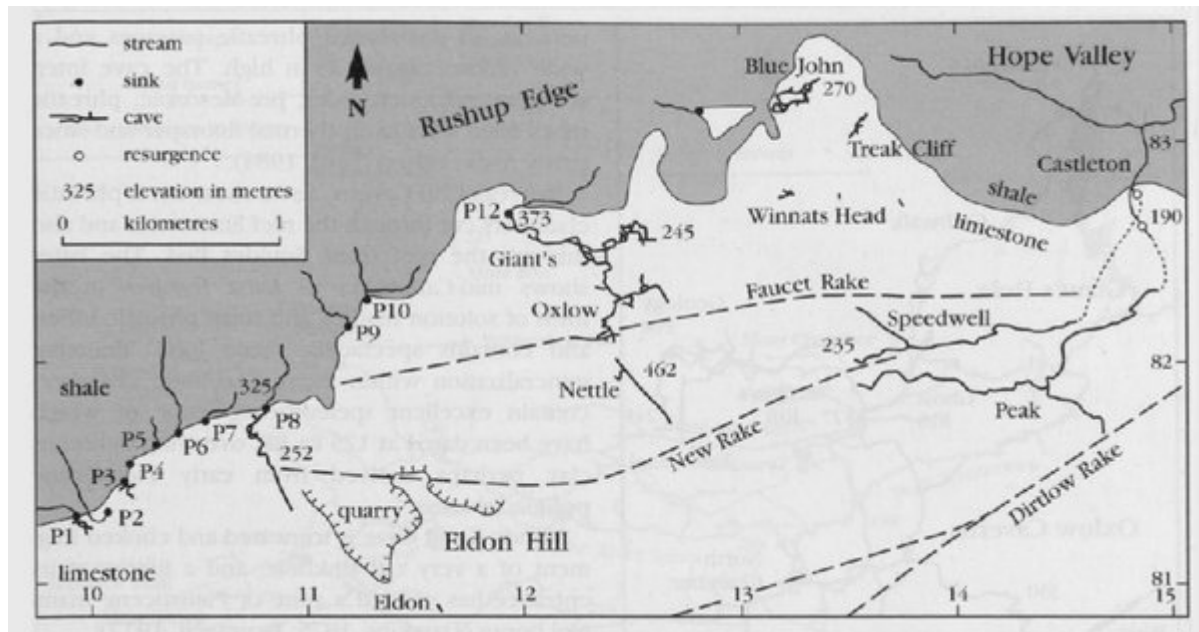 stream
sink
cave
resurgence
325 elevation in metres
0 kilometres 1
N
Rushup Edge
Blue John
270
Hope Valley
Treak Cliff
Castleton
83
shale
limestone
Winnats Head
190
P12
373
245
Giant's
Oxlow
Faucet Rake
P10
P9
Speedwell
235
82
shale
325
462
Nettle
Peak
P8
P7
P6
P5
P4
P3
252
New Rake
Dirtlow Rake
quarry
P2
P1
Eldon Hill
limestone
Eldon
81
10
11
12
13
14
15